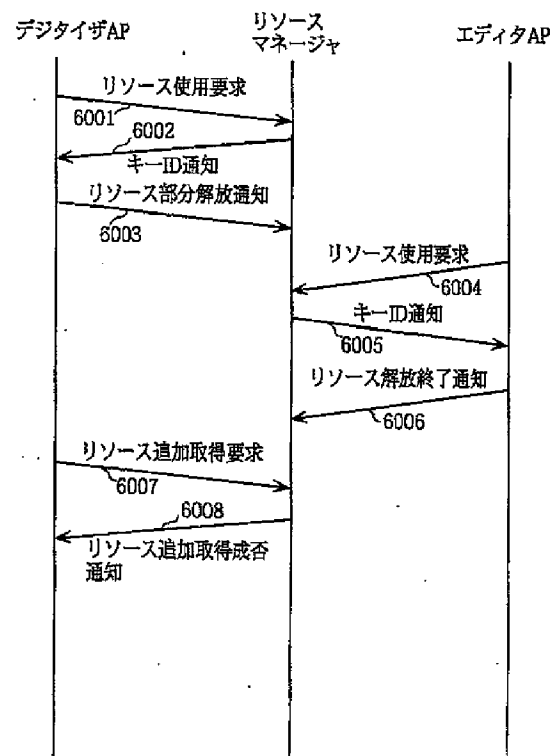 デジタイザAP
リソース
マネージャ
エディタAP
リソース使用要求
6001
6002
キーID通知
リソース部分解放通知
6003
リソース使用要求
6004
キーID通知
6005
リソース解放終了通知
6006
リソース追加取得要求
6007
6008
リソース追加取得成否
通知